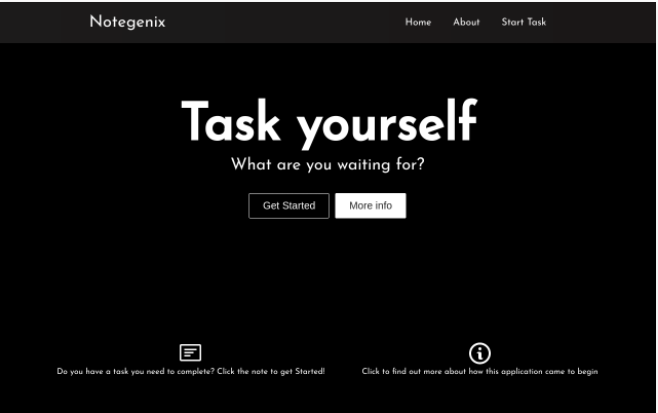 Notegenix
Home About Start Task
Task yourself
What are you waiting for?
Get Started More info
Do you have a task you need to complete? Click the note to get Started!
Click to find out more about how this application came to begin